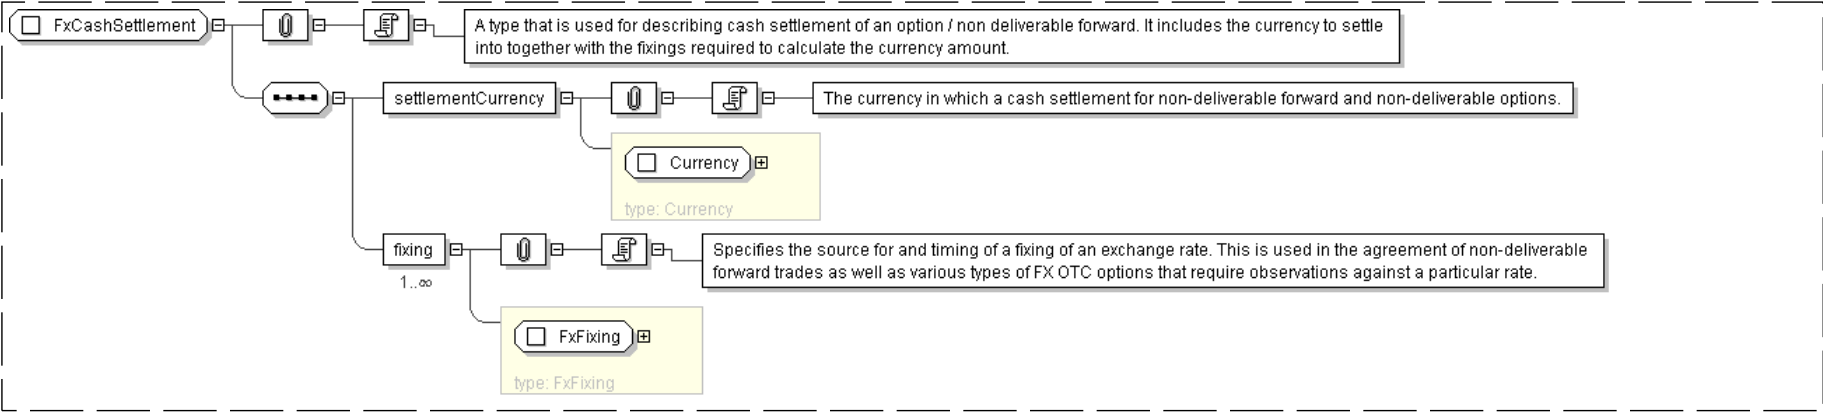 FxCashSettlement
A type that is used for describing cash settlement of an option / non deliverable forward. It includes the currency to settle
into together with the fixings required to calculate the currency amount.
settlementCurrency
The currency in which a cash settlement for non-deliverable forward and non-deliverable options.
Currency
type: Currency
fixing
1..∞
Specifies the source for and timing of a fixing of an exchange rate. This is used in the agreement of non-deliverable
forward trades as well as various types of FX OTC options that require observations against a particular rate.
FxFixing
type: FxFixing